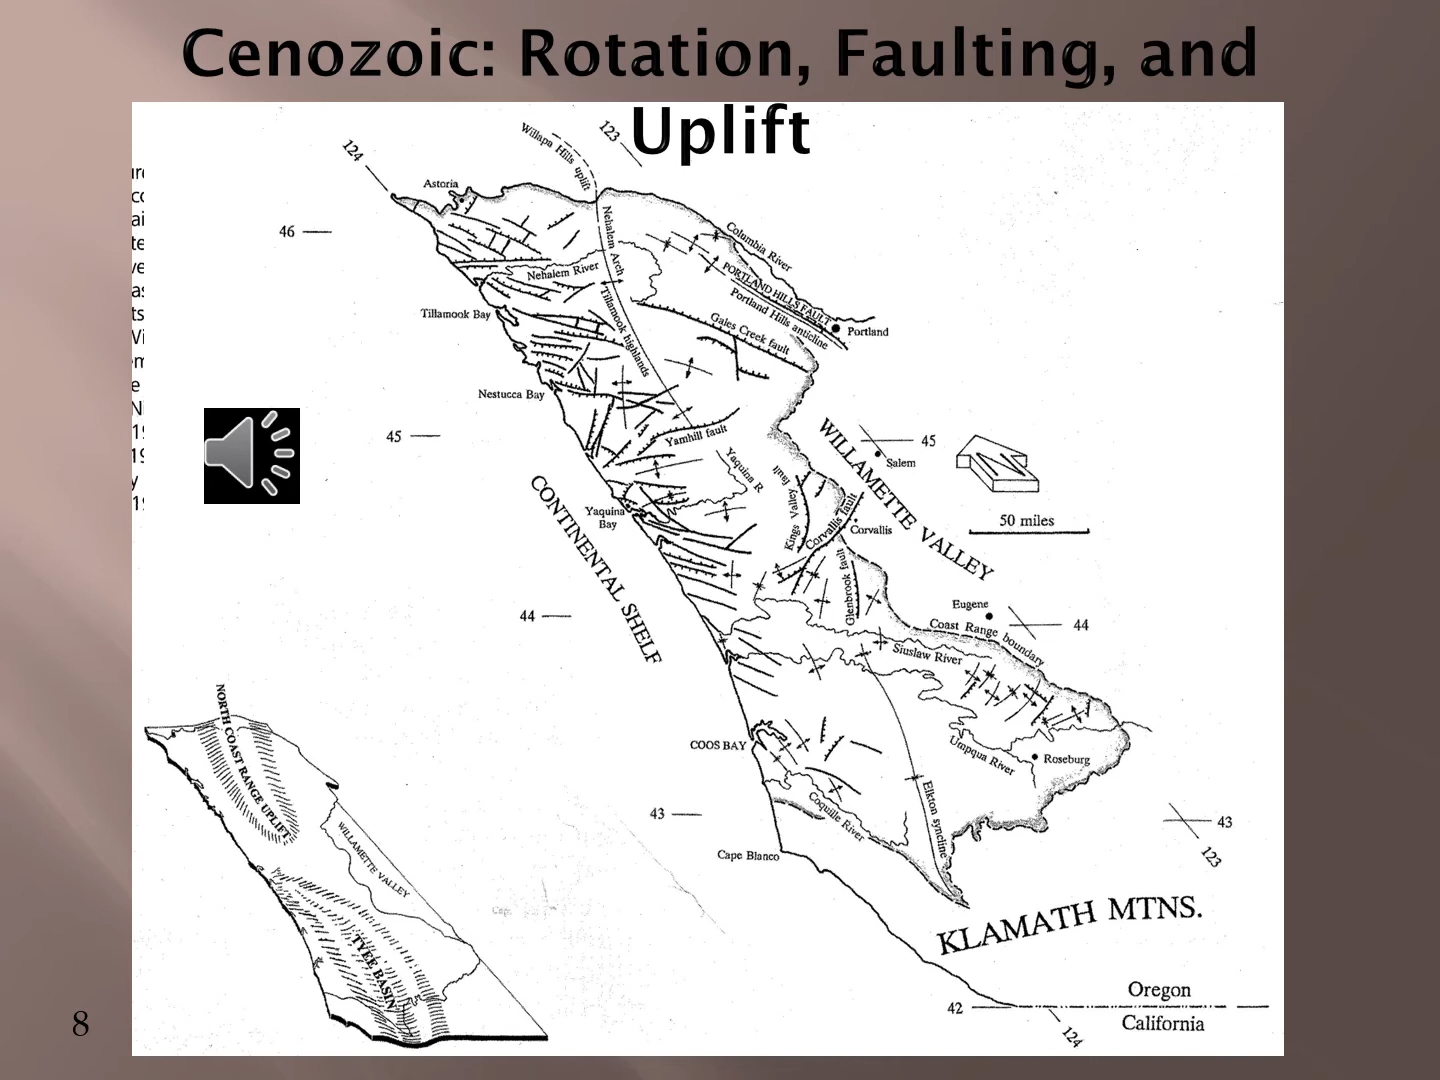 Cenozoic: Rotation, Faulting, and
Uplift
Willapa Hills uplift
123
124
Astoria
46
Nehalem Arch
Columbia River
Nehalem River
PORTLAND HILLS FAULT
Portland Hills anticline
Tillamook Bay
Tillamook highlands
Gales Creek fault
Portland
Nestucca Bay
45
Yamhill fault
WILLAMETTE VALLEY
45
Salem
Yaquina R
Kings Valley fault
N
50 miles
CONTINENTAL SHELF
Yaquina
Bay
Corvallis fault
Corvallis
Glenbrook fault
44
Eugene
44
Coast Range boundary
Siuslaw River
NORTH COAST RANGE UPLIFT
COOS BAY
Umpqua River
Roseburg
Elkton syncline
Coquille River
43
43
123
Cape Blanco
WILLAMETTE VALLEY
TYEE BASIN
KLAMATH MTNS.
Oregon
42
California
124
8